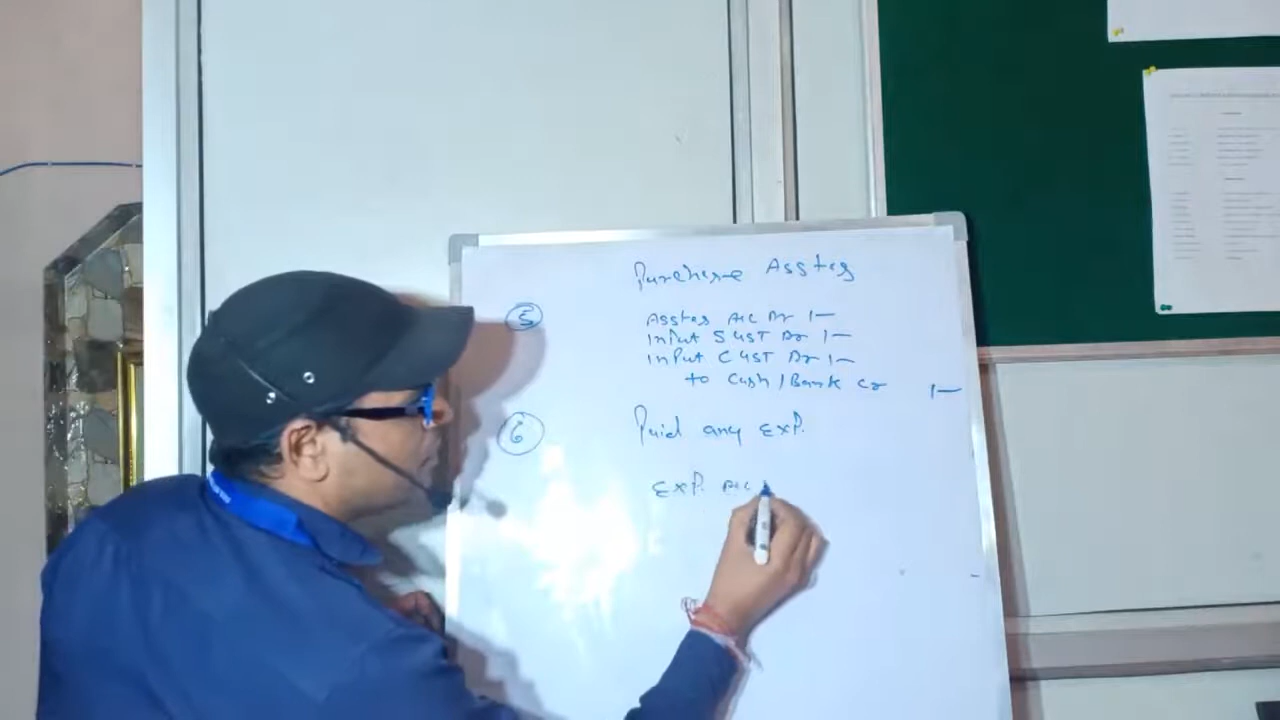 Purchase Asstes
5
Asstes A/c Dr 1—
Input SGST Dr 1—
Input CGST Dr 1—
to Cash/Bank Cr 1—
6
Paid any Exp.
Exp. A/c